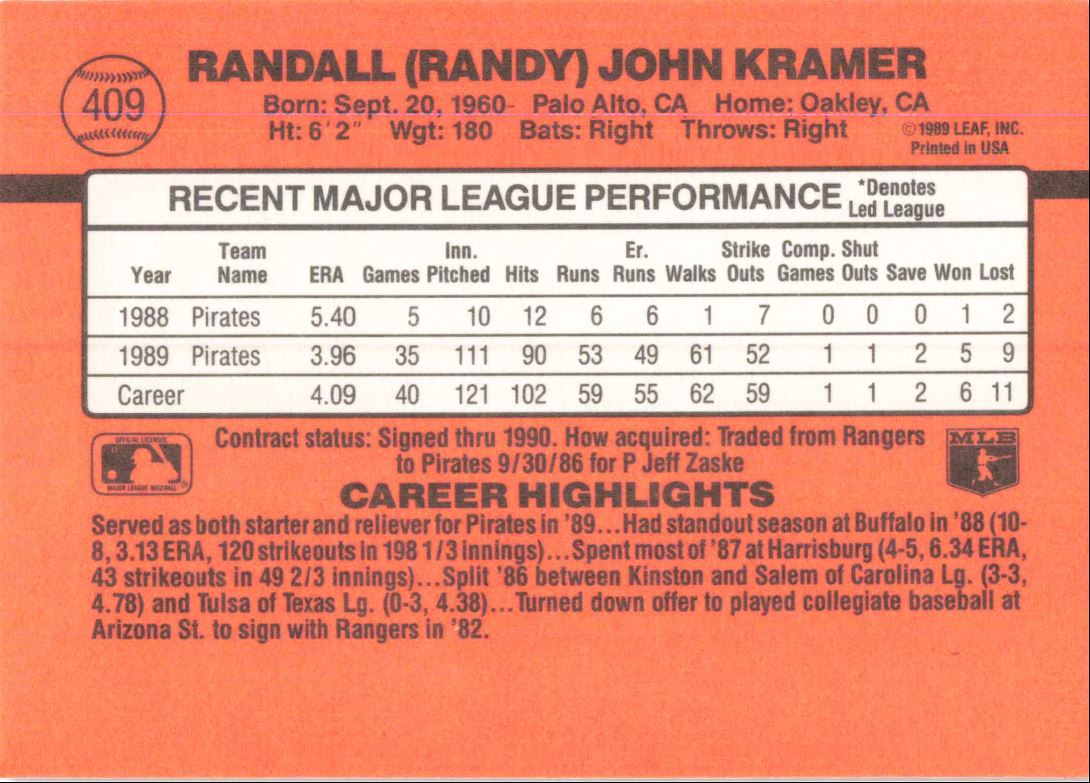 409
RANDALL (RANDY) JOHN KRAMER
Born: Sept. 20, 1960- Palo Alto, CA Home: Oakley, CA
Ht: 6'2" Wgt: 180 Bats: Right Throws: Right
©1989 LEAF, INC.
Printed in USA
RECENT MAJOR LEAGUE PERFORMANCE
*Denotes
Led League
Year Team Name ERA Games Inn. Pitched Hits Runs Er. Runs Walks Strike Outs Comp. Games Shut Outs Save Won Lost
1988 Pirates 5.40 5 10 12 6 6 1 7 0 0 0 1 2
1989 Pirates 3.96 35 111 90 53 49 61 52 1 1 2 5 9
Career 4.09 40 121 102 59 55 62 59 1 1 2 6 11
OFFICIAL LICENSEE
MAJOR LEAGUE BASEBALL ®
Contract status: Signed thru 1990. How acquired: Traded from Rangers
to Pirates 9/30/86 for P Jeff Zaske
MLB
CAREER HIGHLIGHTS
Served as both starter and reliever for Pirates in '89...Had standout season at Buffalo in '88 (10-
8, 3.13 ERA, 120 strikeouts in 198 1/3 innings)...Spent most of '87 at Harrisburg (4-5, 6.34 ERA,
43 strikeouts in 49 2/3 innings)...Split '86 between Kinston and Salem of Carolina Lg. (3-3,
4.78) and Tulsa of Texas Lg. (0-3, 4.38)...Turned down offer to played collegiate baseball at
Arizona St. to sign with Rangers in '82.